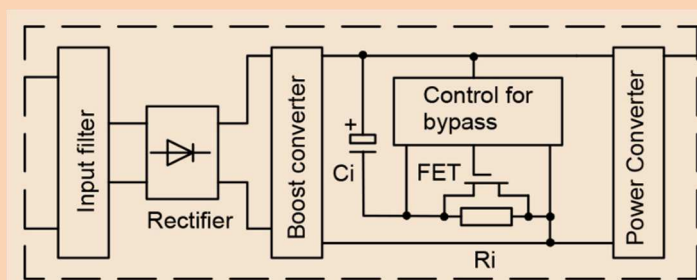 Input filter
Rectifier
Boost converter
+
Ci
Control for
bypass
FET
Ri
Power Converter